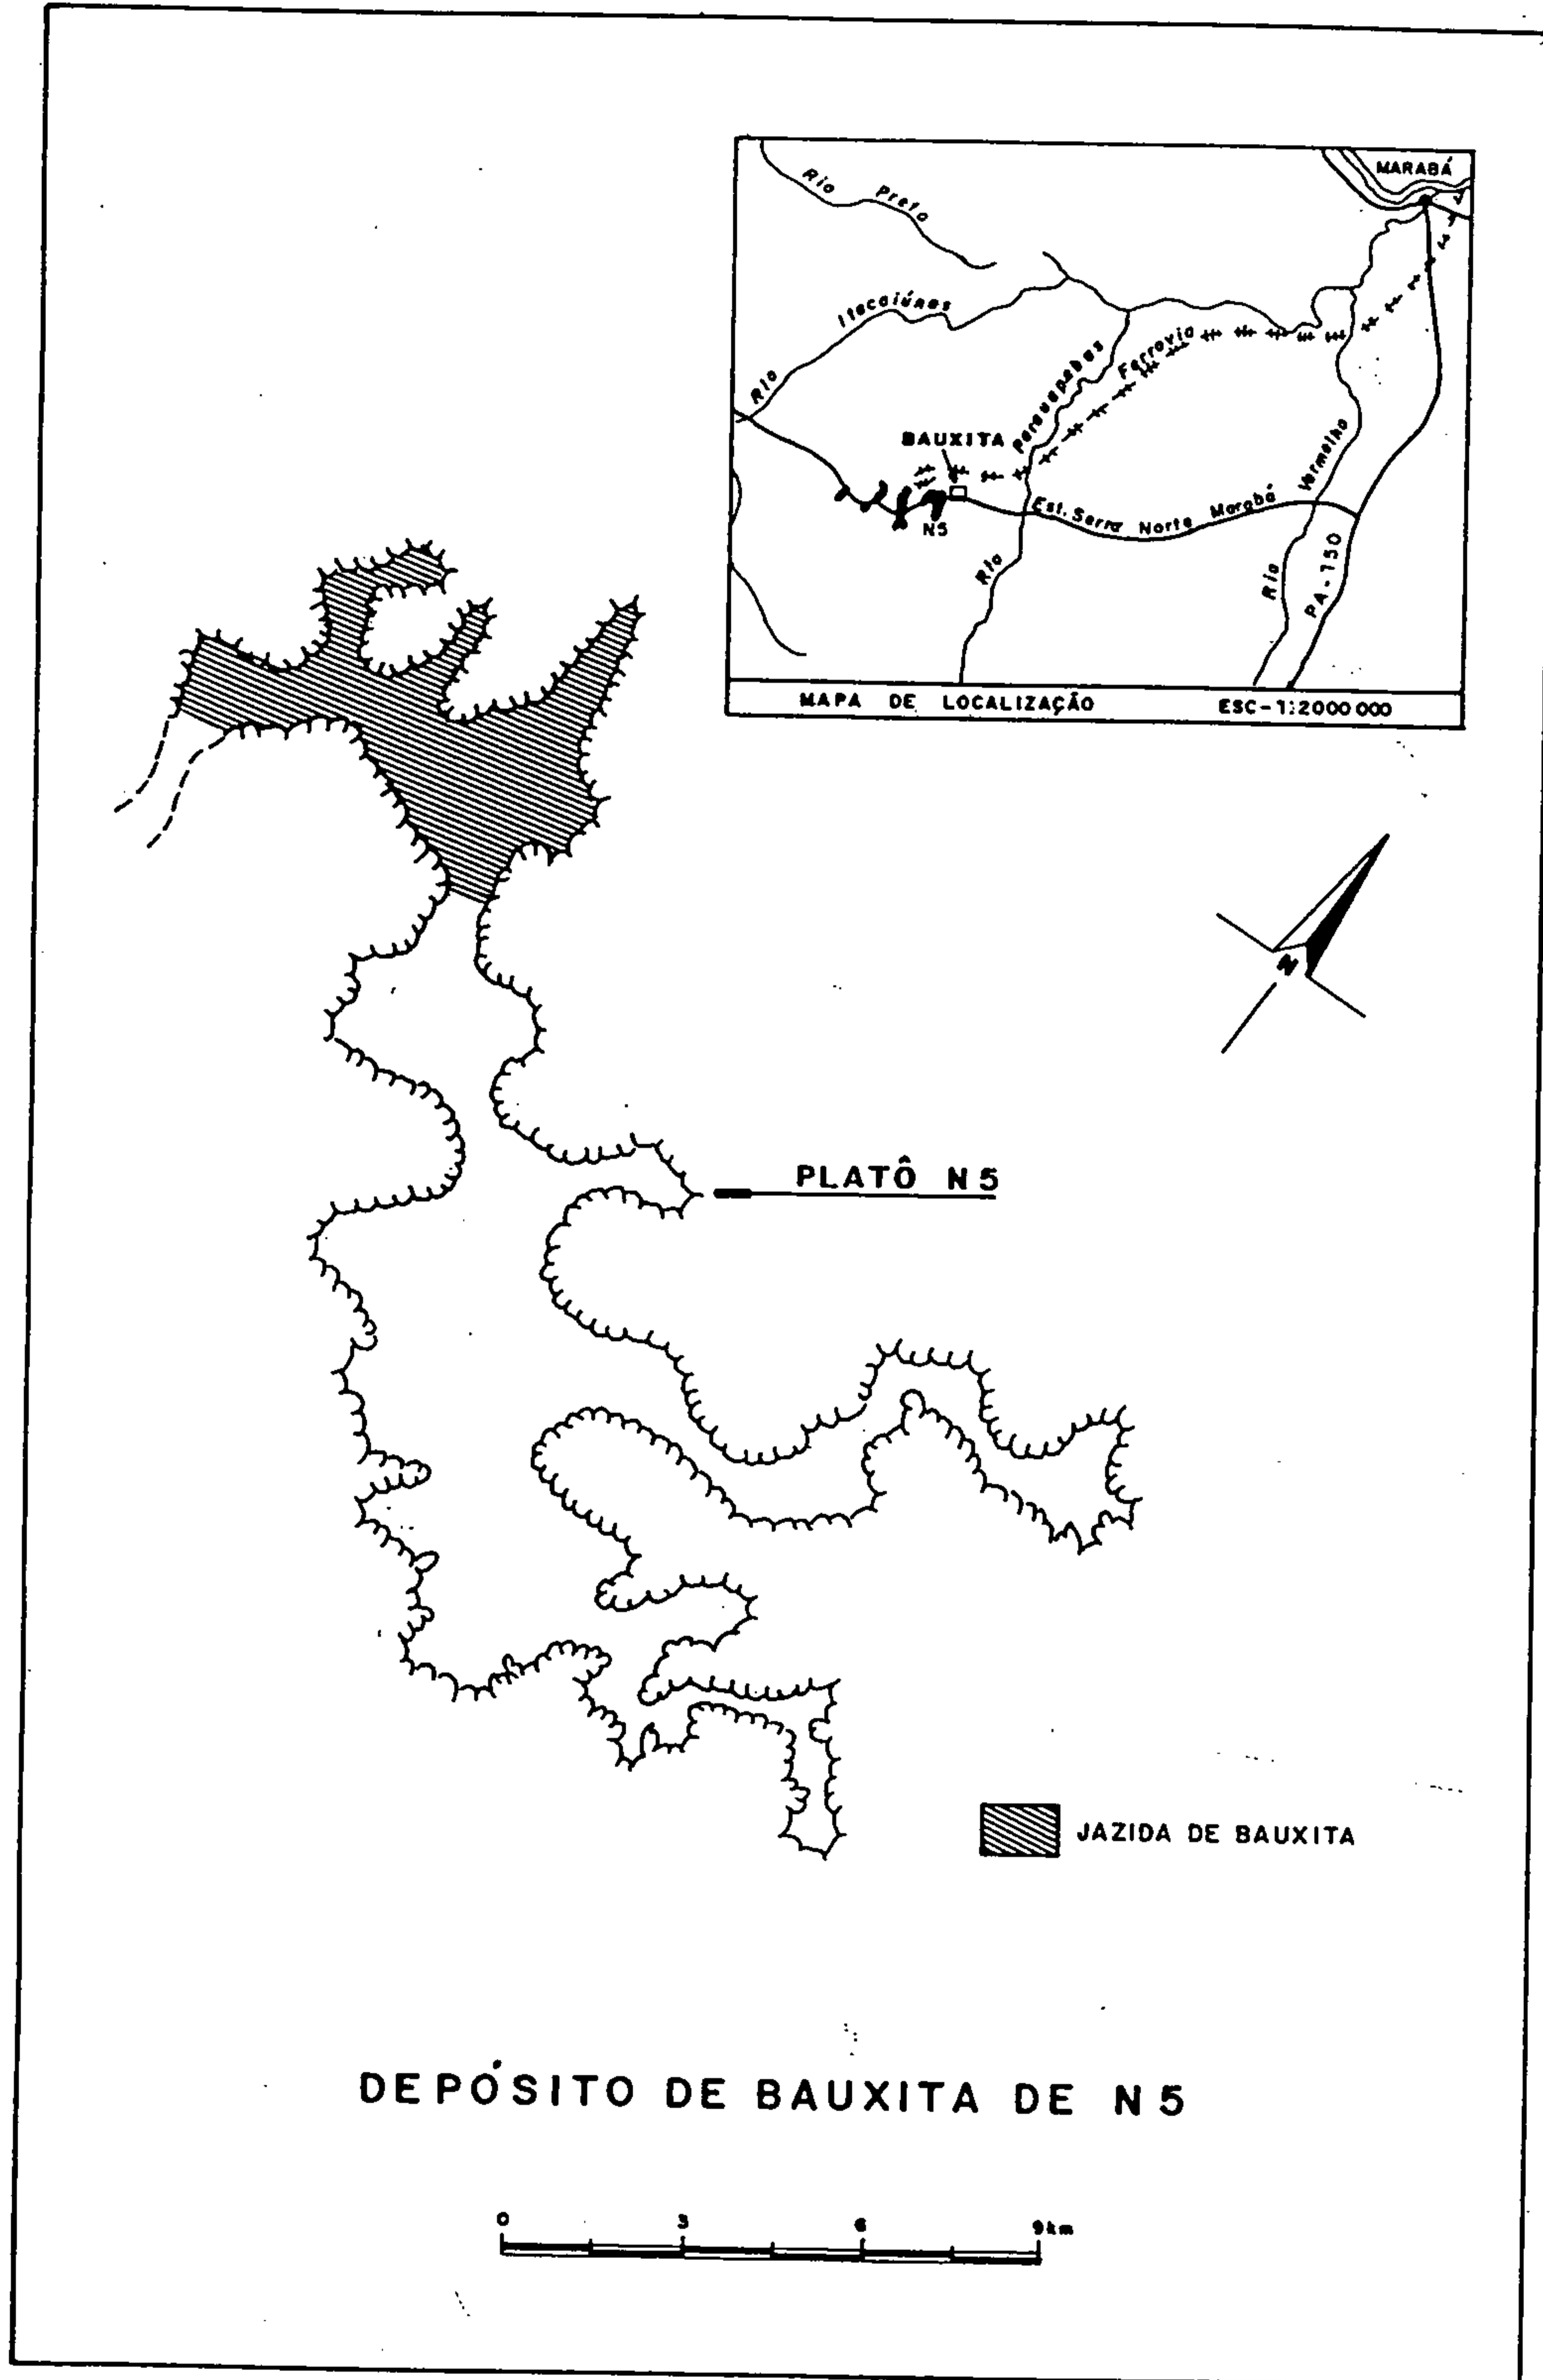 MARABÁ
Rio Preto
Rio Itacaiúnas
Rio Parauapebas
Ferrovia
BAUXITA
N5
Est. Serra Norte Marabá
Rio Vermelho
PA-150
MAPA DE LOCALIZAÇÃO ESC-1:2000 000
N
PLATÔ N5
JAZIDA DE BAUXITA
DEPÓSITO DE BAUXITA DE N5
0 3 6 9km